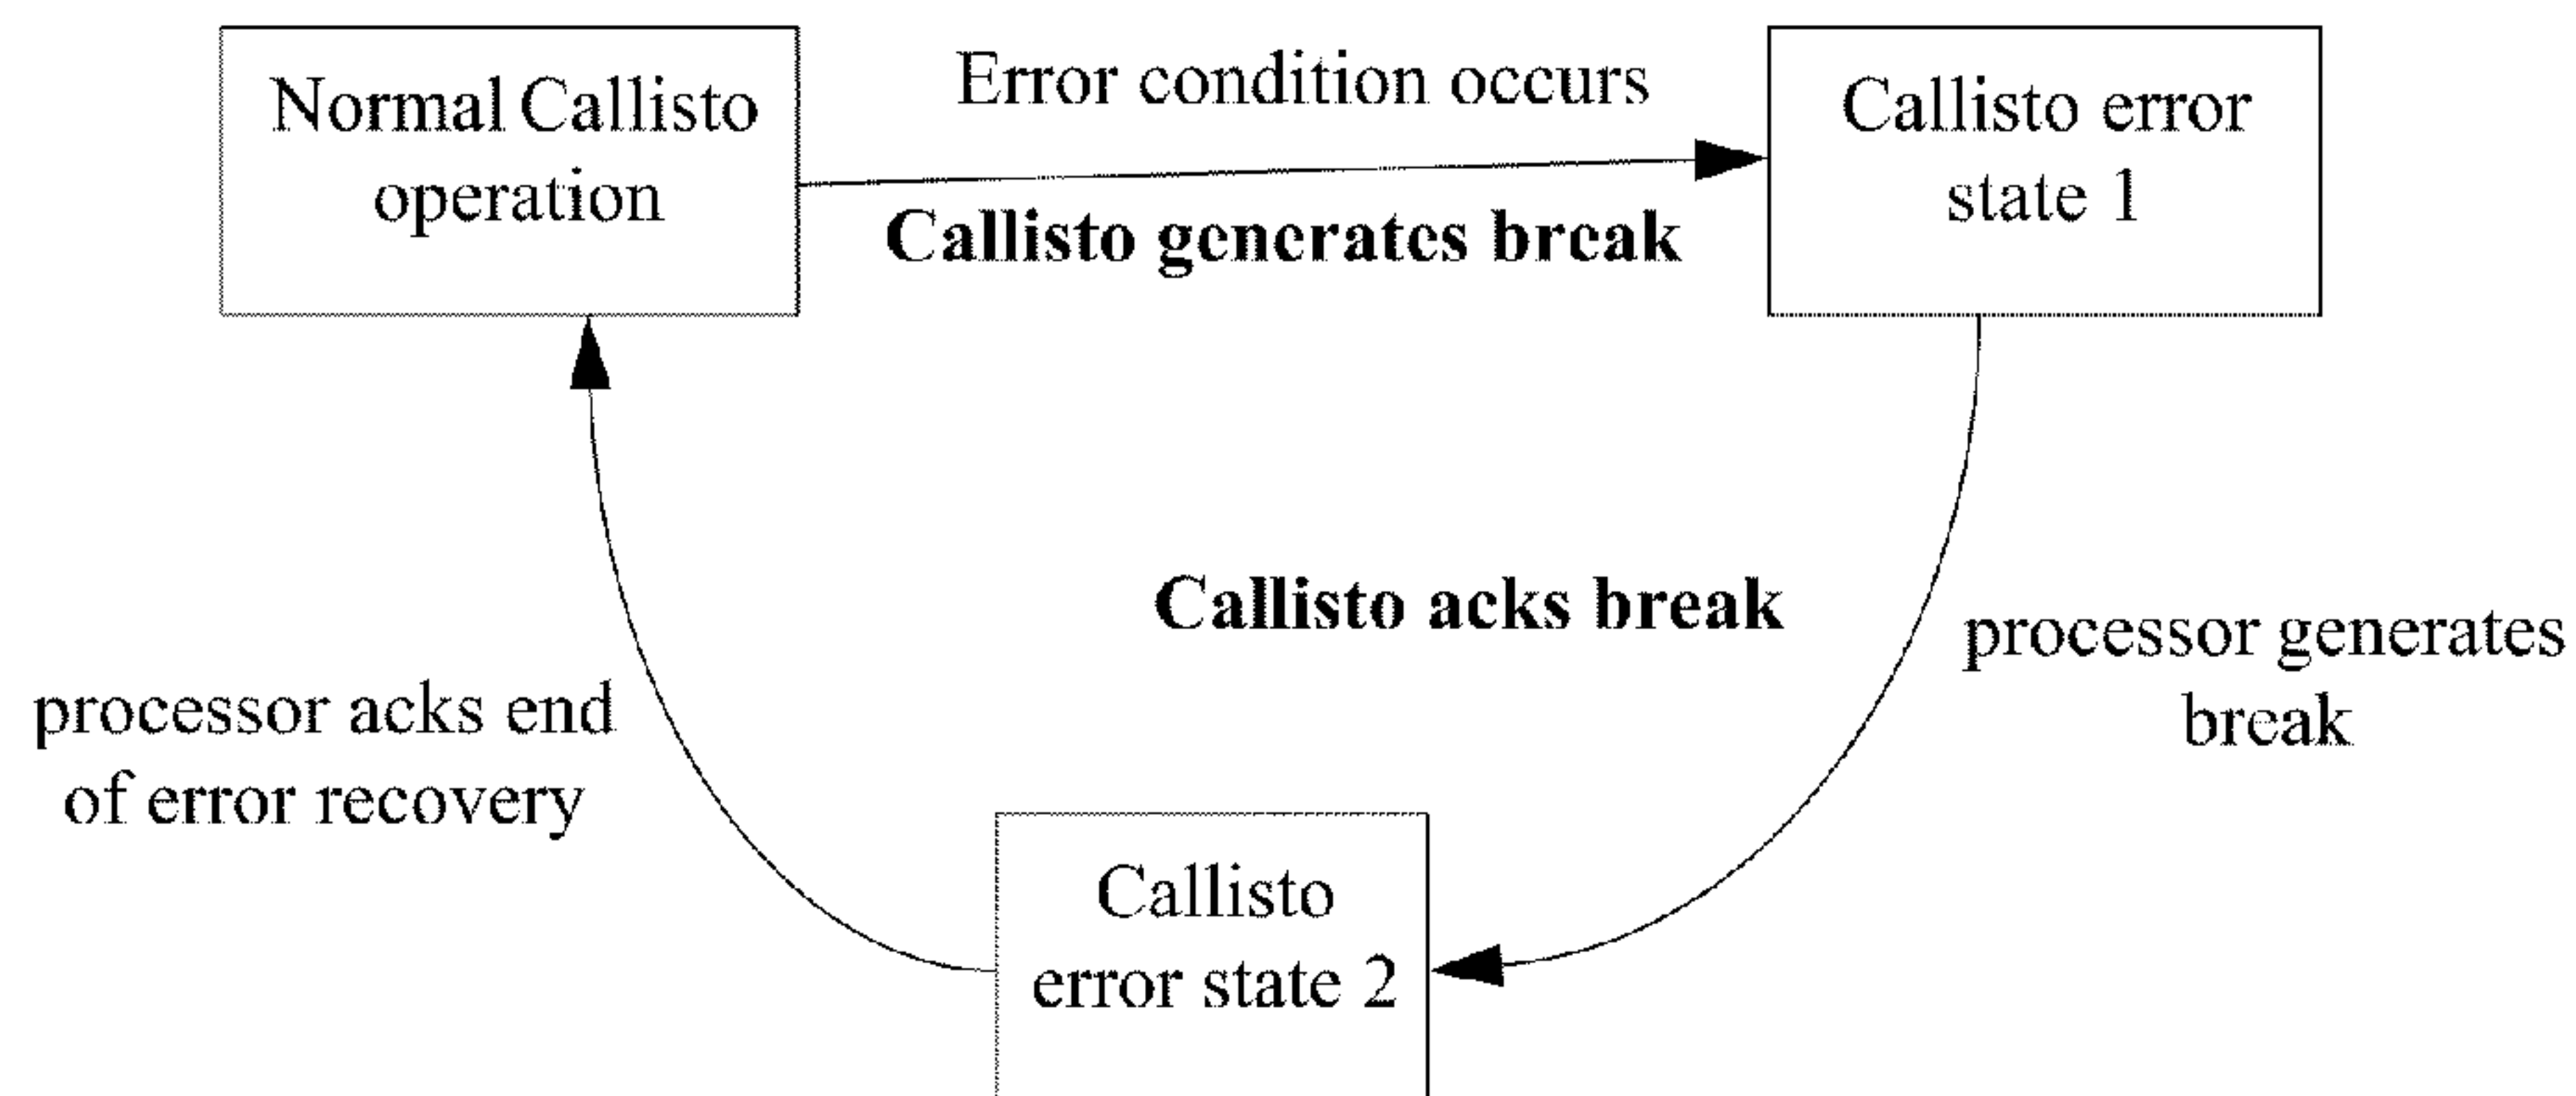 Normal Callisto
operation
Error condition occurs
Callisto generates break
Callisto error
state 1
Callisto acks break
processor generates
break
processor acks end
of error recovery
Callisto
error state 2